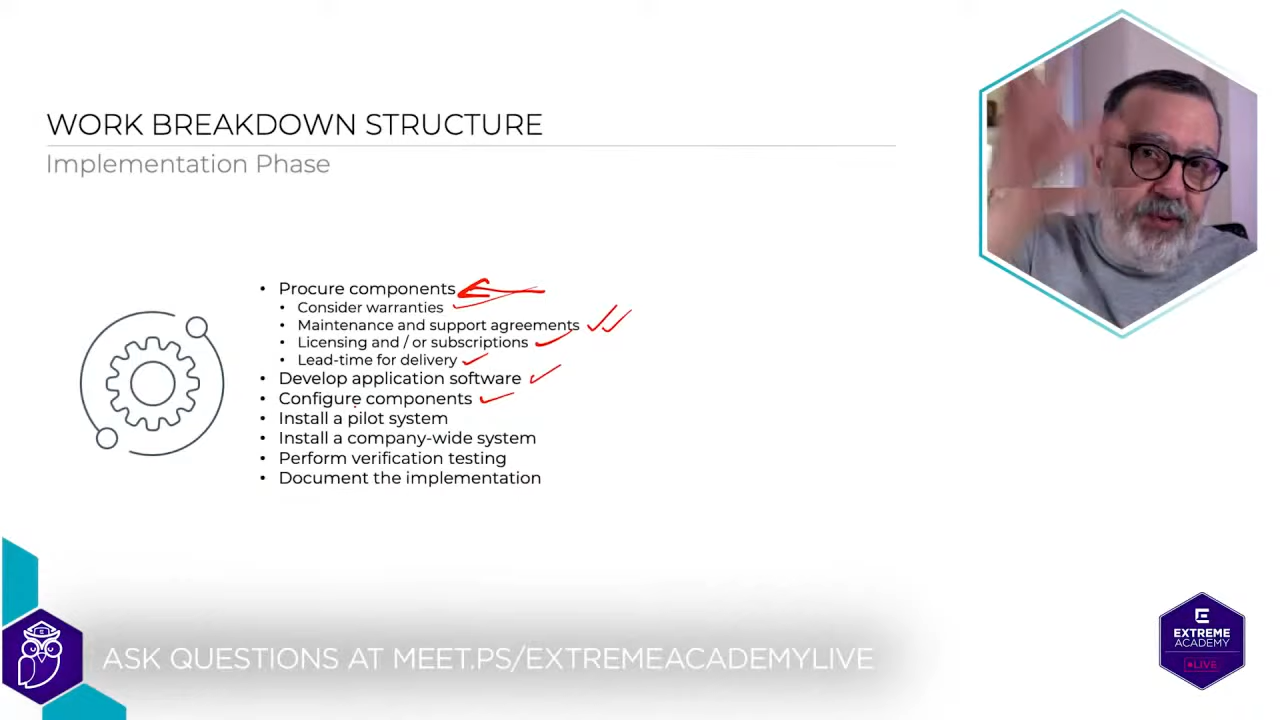 WORK BREAKDOWN STRUCTURE
Implementation Phase
• Procure components
• Consider warranties
• Maintenance and support agreements
• Licensing and / or subscriptions
• Lead-time for delivery
• Develop application software
• Configure components
• Install a pilot system
• Install a company-wide system
• Perform verification testing
• Document the implementation
ASK QUESTIONS AT MEET.PS/EXTREMEACADEMYLIVE
E
EXTREME
ACADEMY
LIVE